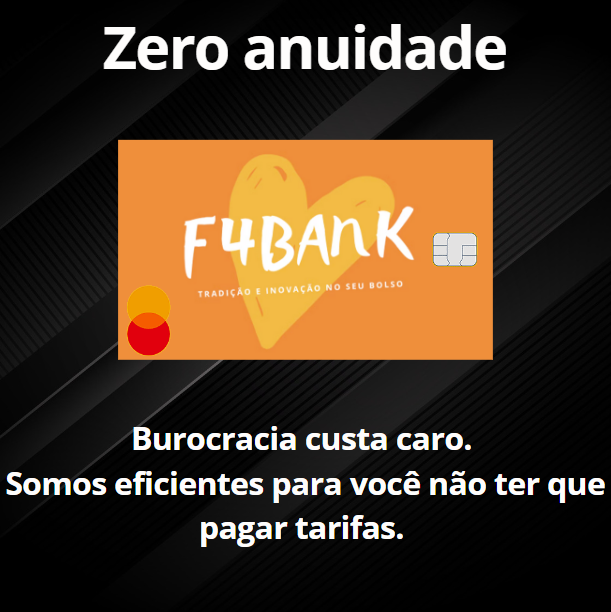 Zero anuidade
F4BANK
TRADIÇÃO E INOVAÇÃO NO SEU BOLSO
Burocracia custa caro.
Somos eficientes para você não ter que
pagar tarifas.